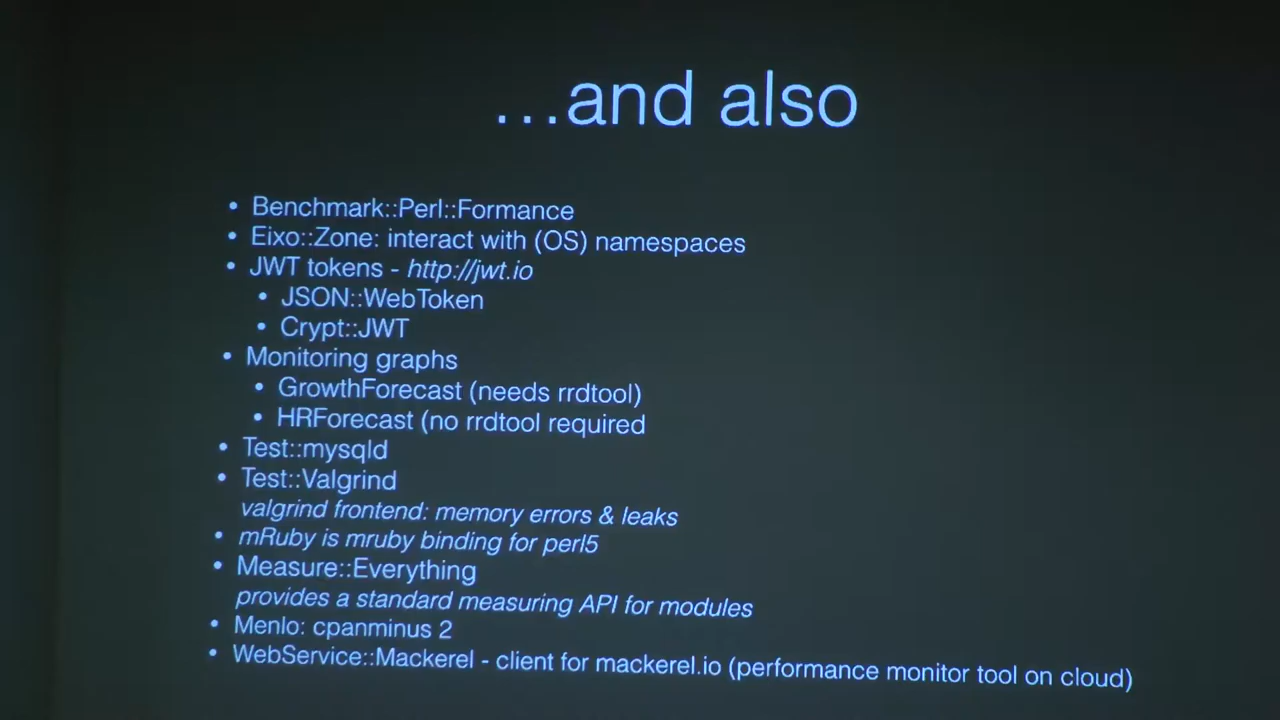 ...and also
• Benchmark::Perl::Formance
• Eixo::Zone: interact with (OS) namespaces
• JWT tokens - http://jwt.io
• JSON::WebToken
• Crypt::JWT
• Monitoring graphs
• GrowthForecast (needs rrdtool)
• HRForecast (no rrdtool required
• Test::mysqld
• Test::Valgrind
valgrind frontend: memory errors & leaks
• mRuby is mruby binding for perl5
• Measure::Everything
provides a standard measuring API for modules
• Menlo: cpanminus 2
• WebService::Mackerel - client for mackerel.io (performance monitor tool on cloud)